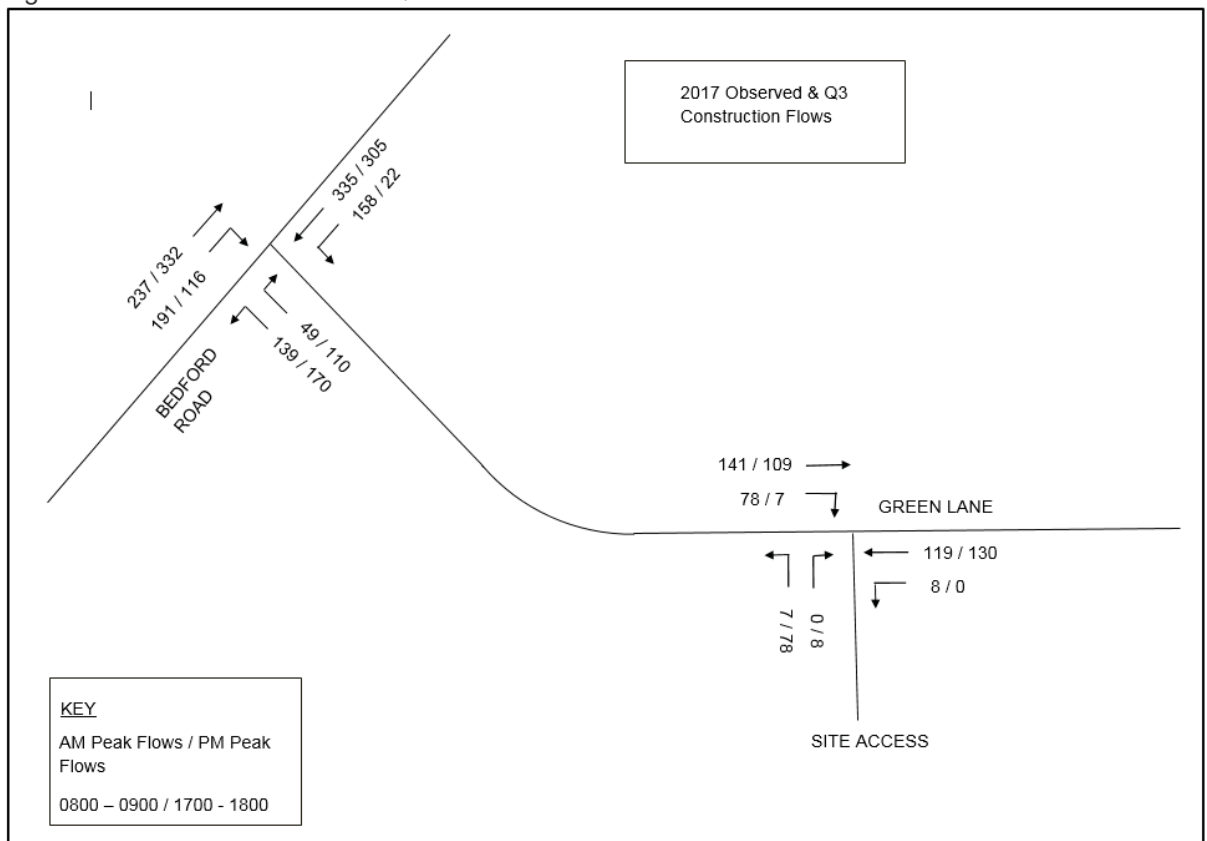 2017 Observed & Q3
Construction Flows
335 / 305
158 / 22
237 / 332
191 / 116
49 / 110
139 / 170
BEDFORD
ROAD
141 / 109
78 / 7
GREEN LANE
119 / 130
8 / 0
7 / 78
0 / 8
SITE ACCESS
KEY
AM Peak Flows / PM Peak
Flows
0800 – 0900 / 1700 - 1800